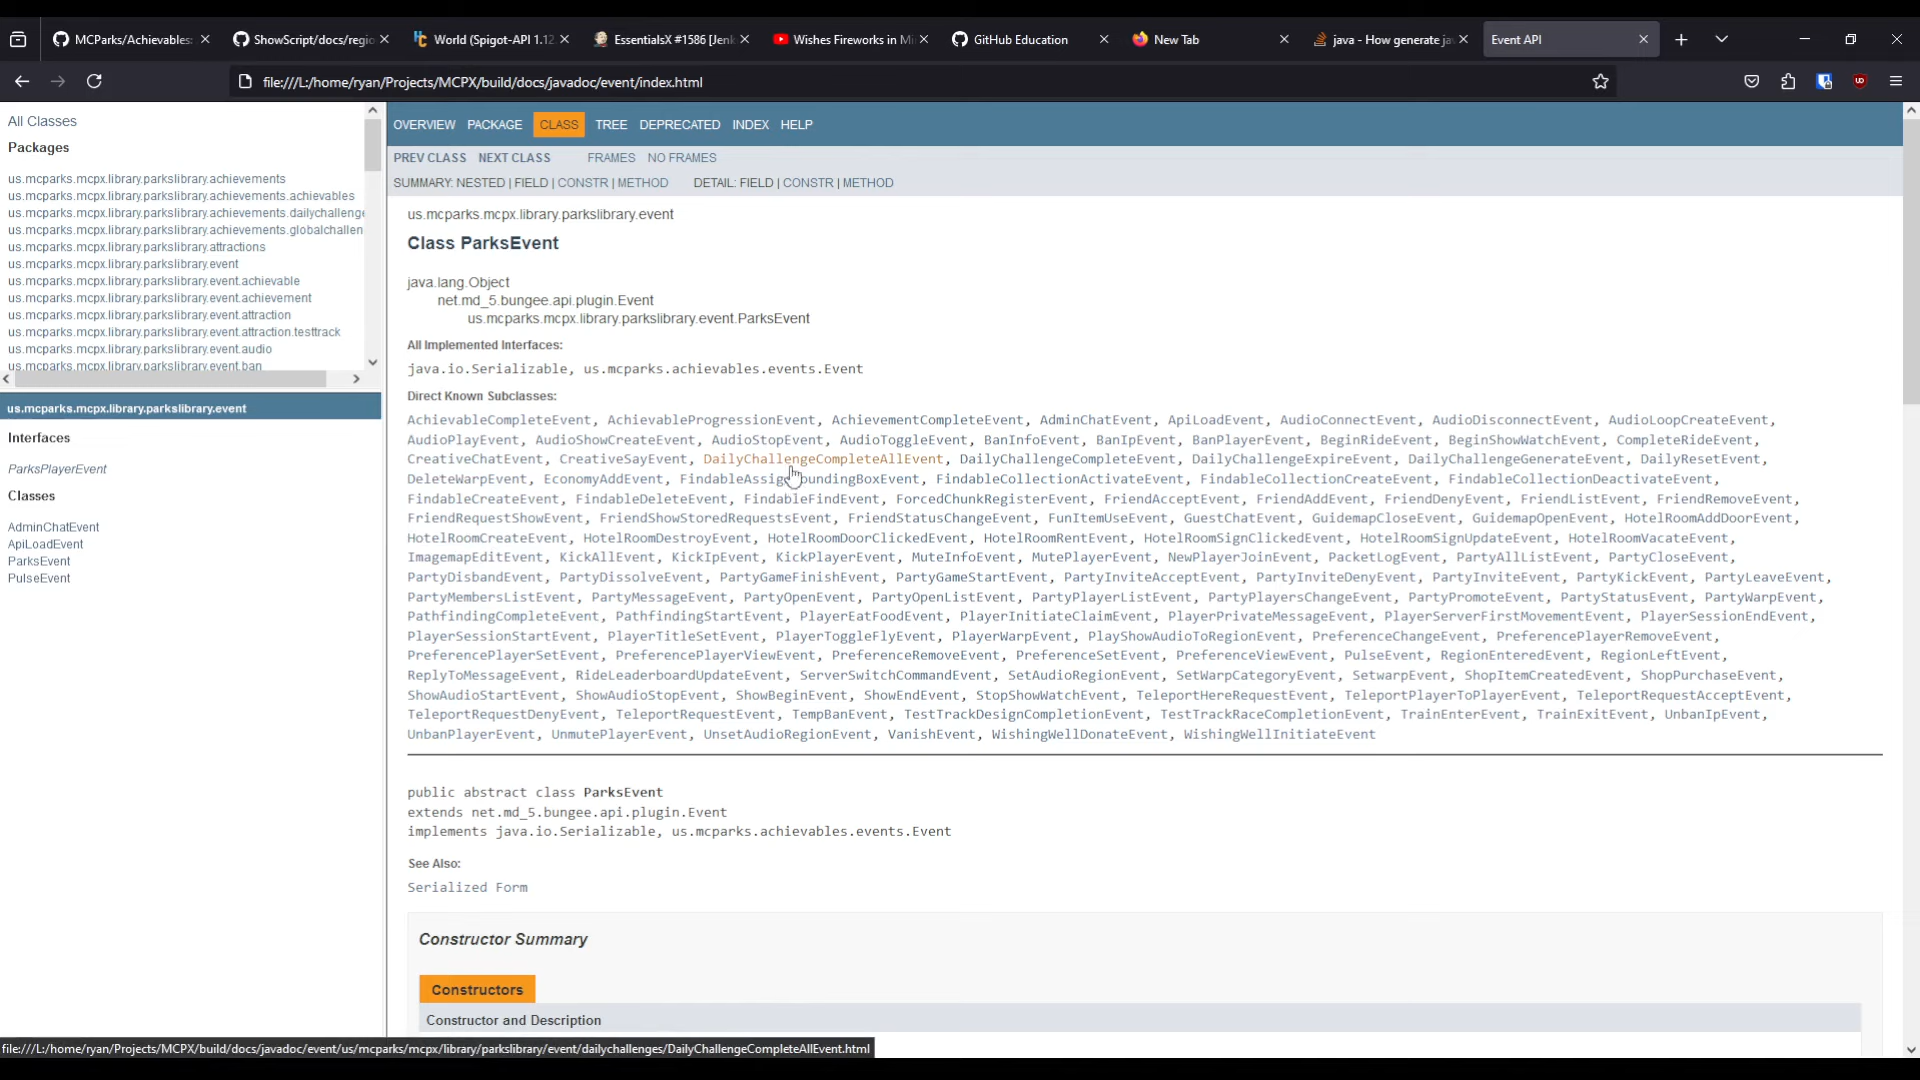 MCParks/Achievables:
ShowScript/docs/regio
World (Spigot-API 1.12.
EssentialsX #1586 [Jenk
Wishes Fireworks in Mi
GitHub Education
New Tab
java - How generate ja
Event API
file:///L:/home/ryan/Projects/MCPX/build/docs/javadoc/event/index.html
All Classes
Packages
us.mcparks.mcpx.library.parkslibrary.achievements
us.mcparks.mcpx.library.parkslibrary.achievements.achievables
us.mcparks.mcpx.library.parkslibrary.achievements.dailychallenge
us.mcparks.mcpx.library.parkslibrary.achievements.globalchallen
us.mcparks.mcpx.library.parkslibrary.attractions
us.mcparks.mcpx.library.parkslibrary.event
us.mcparks.mcpx.library.parkslibrary.event.achievable
us.mcparks.mcpx.library.parkslibrary.event.achievement
us.mcparks.mcpx.library.parkslibrary.event.attraction
us.mcparks.mcpx.library.parkslibrary.event.attraction.testtrack
us.mcparks.mcpx.library.parkslibrary.event.audio
us.mcparks.mcpx.library.parkslibrary.event.ban
us.mcparks.mcpx.library.parkslibrary.event
Interfaces
ParksPlayerEvent
Classes
AdminChatEvent
ApiLoadEvent
ParksEvent
PulseEvent
OVERVIEW PACKAGE CLASS TREE DEPRECATED INDEX HELP
PREV CLASS NEXT CLASS FRAMES NO FRAMES
SUMMARY: NESTED | FIELD | CONSTR | METHOD DETAIL: FIELD | CONSTR | METHOD
us.mcparks.mcpx.library.parkslibrary.event
Class ParksEvent
java.lang.Object
net.md_5.bungee.api.plugin.Event
us.mcparks.mcpx.library.parkslibrary.event.ParksEvent
All Implemented Interfaces:
java.io.Serializable, us.mcparks.achievables.events.Event
Direct Known Subclasses:
AchievableCompleteEvent, AchievableProgressionEvent, AchievementCompleteEvent, AdminChatEvent, ApiLoadEvent, AudioConnectEvent, AudioDisconnectEvent, AudioLoopCreateEvent,
AudioPlayEvent, AudioShowCreateEvent, AudioStopEvent, AudioToggleEvent, BanInfoEvent, BanIpEvent, BanPlayerEvent, BeginRideEvent, BeginShowWatchEvent, CompleteRideEvent,
CreativeChatEvent, CreativeSayEvent, DailyChallengeCompleteAllEvent, DailyChallengeCompleteEvent, DailyChallengeExpireEvent, DailyChallengeGenerateEvent, DailyResetEvent,
DeleteWarpEvent, EconomyAddEvent, FindableAssignBoundingBoxEvent, FindableCollectionActivateEvent, FindableCollectionCreateEvent, FindableCollectionDeactivateEvent,
FindableCreateEvent, FindableDeleteEvent, FindableFindEvent, ForcedChunkRegisterEvent, FriendAcceptEvent, FriendAddEvent, FriendDenyEvent, FriendListEvent, FriendRemoveEvent,
FriendRequestShowEvent, FriendShowStoredRequestsEvent, FriendStatusChangeEvent, FunItemUseEvent, GuestChatEvent, GuidemapCloseEvent, GuidemapOpenEvent, HotelRoomAddDoorEvent,
HotelRoomCreateEvent, HotelRoomDestroyEvent, HotelRoomDoorClickedEvent, HotelRoomRentEvent, HotelRoomSignClickedEvent, HotelRoomSignUpdateEvent, HotelRoomVacateEvent,
ImagemapEditEvent, KickAllEvent, KickIpEvent, KickPlayerEvent, MuteInfoEvent, MutePlayerEvent, NewPlayerJoinEvent, PacketLogEvent, PartyAllListEvent, PartyCloseEvent,
PartyDisbandEvent, PartyDissolveEvent, PartyGameFinishEvent, PartyGameStartEvent, PartyInviteAcceptEvent, PartyInviteDenyEvent, PartyInviteEvent, PartyKickEvent, PartyLeaveEvent,
PartyMembersListEvent, PartyMessageEvent, PartyOpenEvent, PartyOpenListEvent, PartyPlayerListEvent, PartyPlayersChangeEvent, PartyPromoteEvent, PartyStatusEvent, PartyWarpEvent,
PathfindingCompleteEvent, PathfindingStartEvent, PlayerEatFoodEvent, PlayerInitiateClaimEvent, PlayerPrivateMessageEvent, PlayerServerFirstMovementEvent, PlayerSessionEndEvent,
PlayerSessionStartEvent, PlayerTitleSetEvent, PlayerToggleFlyEvent, PlayerWarpEvent, PlayShowAudioToRegionEvent, PreferenceChangeEvent, PreferencePlayerRemoveEvent,
PreferencePlayerSetEvent, PreferencePlayerViewEvent, PreferenceRemoveEvent, PreferenceSetEvent, PreferenceViewEvent, PulseEvent, RegionEnteredEvent, RegionLeftEvent,
ReplyToMessageEvent, RideLeaderboardUpdateEvent, ServerSwitchCommandEvent, SetAudioRegionEvent, SetWarpCategoryEvent, SetwarpEvent, ShopItemCreatedEvent, ShopPurchaseEvent,
ShowAudioStartEvent, ShowAudioStopEvent, ShowBeginEvent, ShowEndEvent, StopShowWatchEvent, TeleportHereRequestEvent, TeleportPlayerToPlayerEvent, TeleportRequestAcceptEvent,
TeleportRequestDenyEvent, TeleportRequestEvent, TempBanEvent, TestTrackDesignCompletionEvent, TestTrackRaceCompletionEvent, TrainEnterEvent, TrainExitEvent, UnbanIpEvent,
UnbanPlayerEvent, UnmutePlayerEvent, UnsetAudioRegionEvent, VanishEvent, WishingWellDonateEvent, WishingWellInitiateEvent
public abstract class ParksEvent
extends net.md_5.bungee.api.plugin.Event
implements java.io.Serializable, us.mcparks.achievables.events.Event
See Also:
Serialized Form
Constructor Summary
Constructors
Constructor and Description
file:///L:/home/ryan/Projects/MCPX/build/docs/javadoc/event/us/mcparks/mcpx/library/parkslibrary/event/dailychallenges/DailyChallengeCompleteAllEvent.html